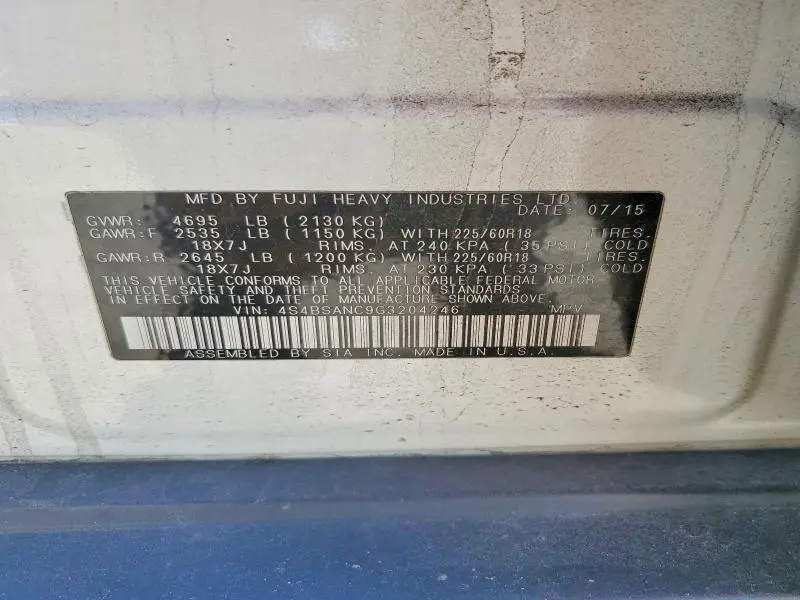 MFD BY FUJI HEAVY INDUSTRIES LTD.
DATE: 07/15
GVWR: 4695 LB ( 2130 KG)
GAWR:F 2535 LB ( 1150 KG) WITH 225/60R18 TIRES.
18X7J RIMS. AT 240 KPA ( 35 PSI) COLD
GAWR:R 2645 LB ( 1200 KG) WITH 225/60R18 TIRES.
18X7J RIMS. AT 230 KPA ( 33 PSI) COLD
THIS VEHICLE CONFORMS TO ALL APPLICABLE FEDERAL MOTOR
VEHICLE SAFETY AND THEFT PREVENTION STANDARDS
IN EFFECT ON THE DATE OF MANUFACTURE SHOWN ABOVE.
VIN: 4S4BSANC9G3204246 MPV
ASSEMBLED BY SIA INC. MADE IN U.S.A.